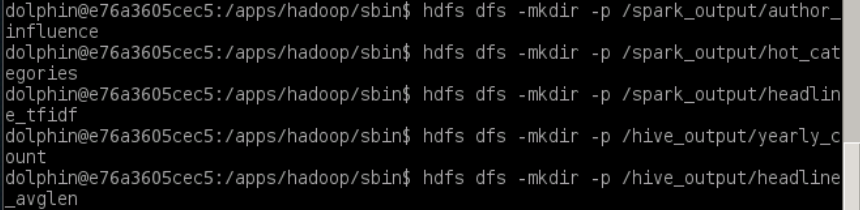 dolphin@e76a3605cec5:/apps/hadoop/sbin$ hdfs dfs -mkdir -p /spark_output/author_
influence
dolphin@e76a3605cec5:/apps/hadoop/sbin$ hdfs dfs -mkdir -p /spark_output/hot_cat
egories
dolphin@e76a3605cec5:/apps/hadoop/sbin$ hdfs dfs -mkdir -p /spark_output/headlin
e_tfidf
dolphin@e76a3605cec5:/apps/hadoop/sbin$ hdfs dfs -mkdir -p /hive_output/yearly_c
ount
dolphin@e76a3605cec5:/apps/hadoop/sbin$ hdfs dfs -mkdir -p /hive_output/headline
_avglen